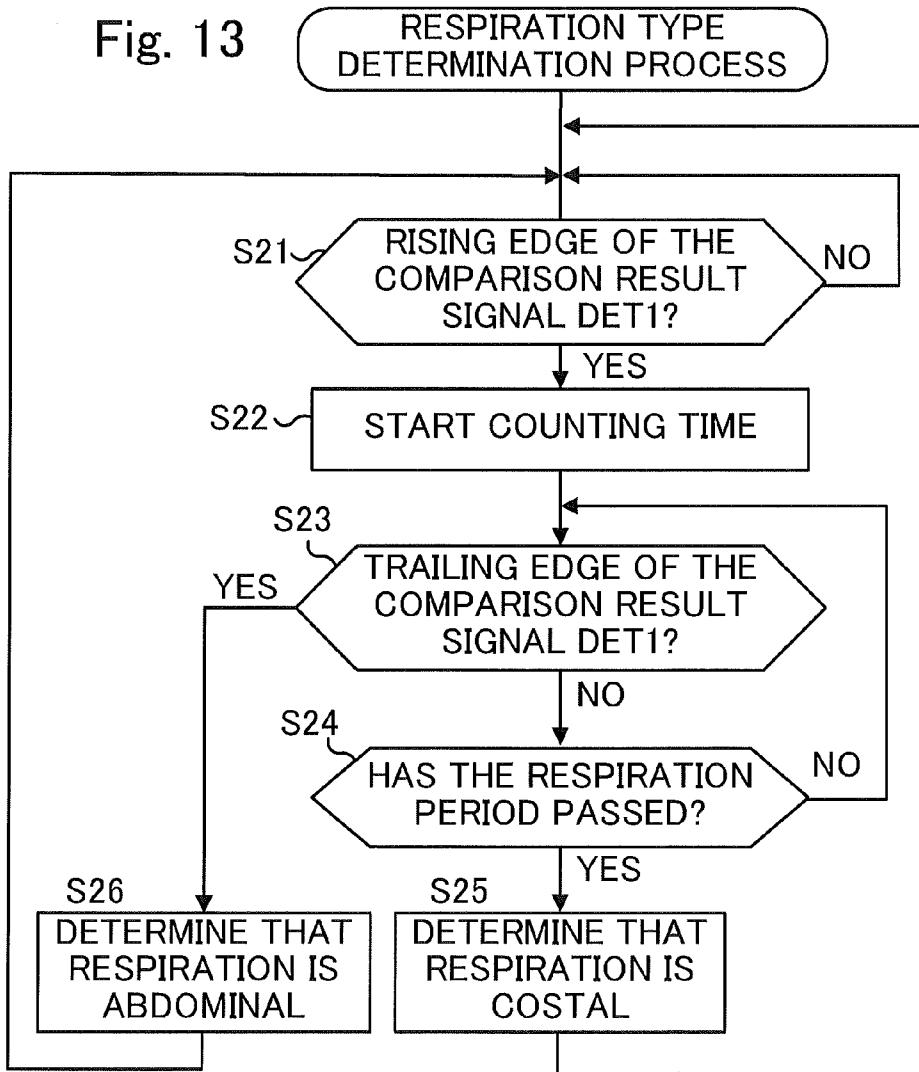 Fig. 13
RESPIRATION TYPE
DETERMINATION PROCESS
S21
RISING EDGE OF THE
COMPARISON RESULT
SIGNAL DET1?
NO
YES
S22
START COUNTING TIME
S23
YES
TRAILING EDGE OF THE
COMPARISON RESULT
SIGNAL DET1?
NO
S24
HAS THE RESPIRATION
PERIOD PASSED?
NO
YES
S26
DETERMINE THAT
RESPIRATION IS
ABDOMINAL
S25
DETERMINE THAT
RESPIRATION IS
COSTAL